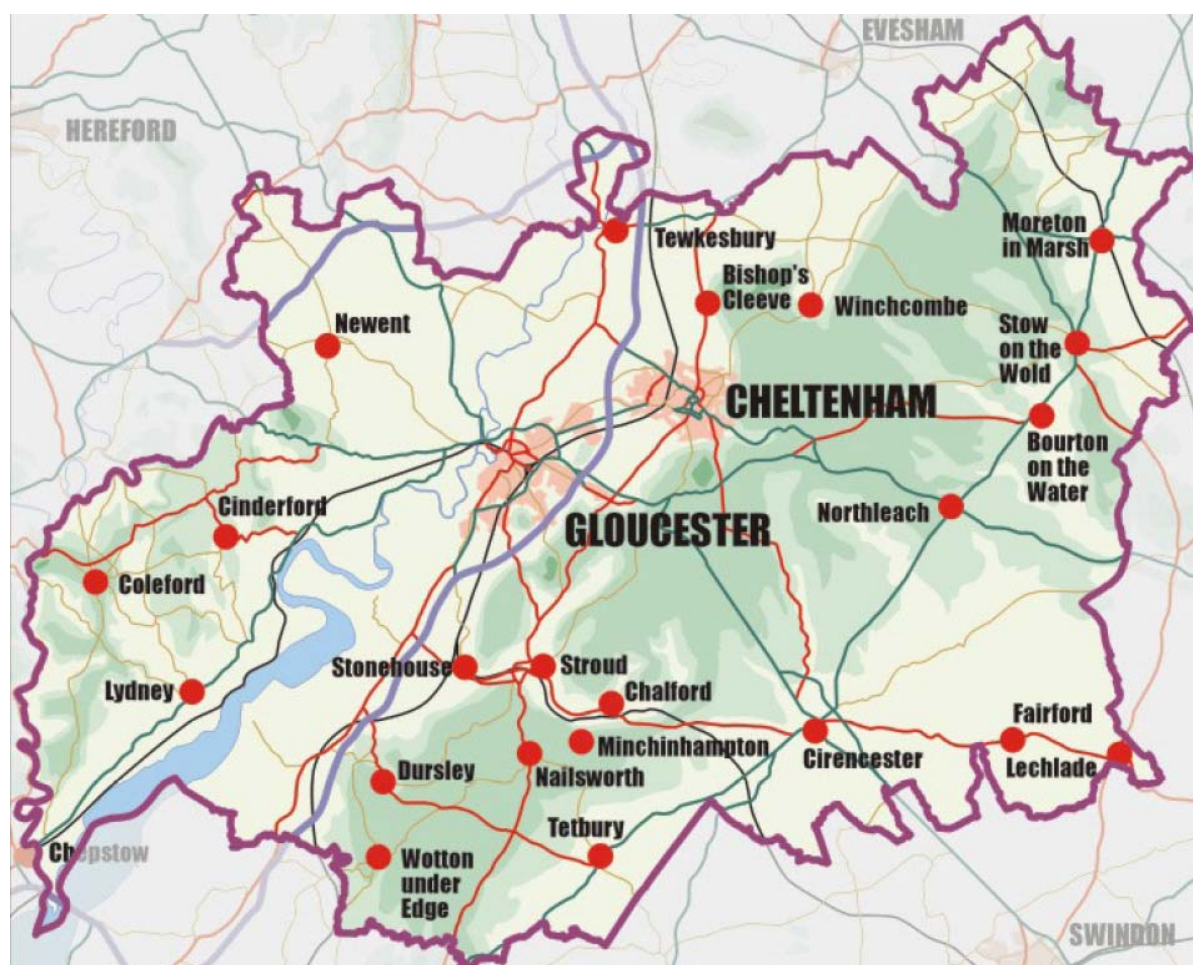 EVESHAM
HEREFORD
Moreton
in Marsh
Tewkesbury
Bishop's
Cleeve
Winchcombe
Newent
Stow
on the
Wold
CHELTENHAM
Bourton
on the
Water
Cinderford
Northleach
GLOUCESTER
Coleford
Stonehouse
Stroud
Lydney
Chalford
Fairford
Minchinhampton
Cirencester
Lechlade
Dursley
Nailsworth
Tetbury
Chepstow
Wotton
under
Edge
SWINDON